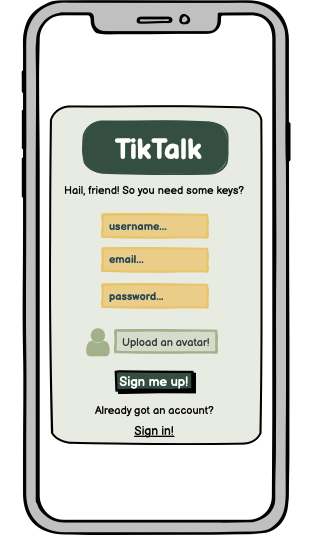 TikTalk
Hail, friend! So you need some keys?
username...
email...
password...
Upload an avatar!
Sign me up!
Already got an account?
Sign in!